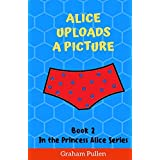 ALICE
UPLOADS
A PICTURE
Book 2
In the Princess Alice Series
Graham Pullen